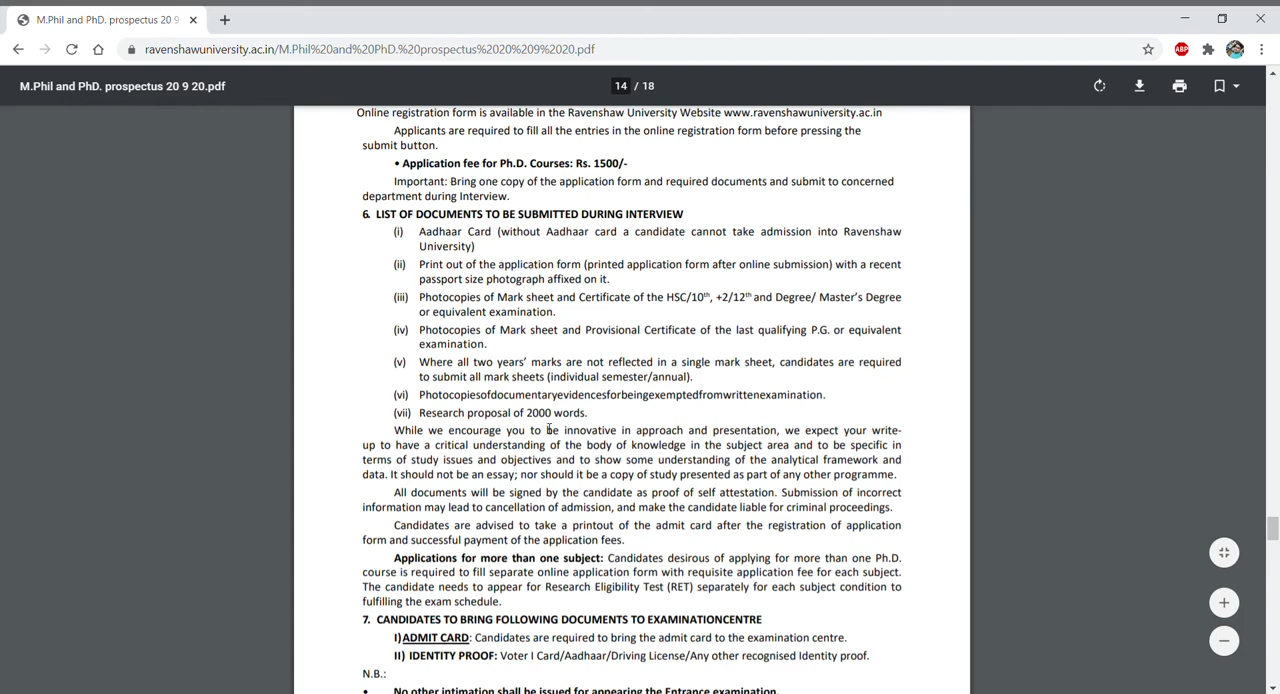 M.Phil and PhD. prospectus 20 9
ravenshawuniversity.ac.in/M.Phil%20and%20PhD.%20prospectus%2020%209%2020.pdf
ABP
M.Phil and PhD. prospectus 20 9 20.pdf
14 / 18
Online registration form is available in the Ravenshaw University Website www.ravenshawuniversity.ac.in
Applicants are required to fill all the entries in the online registration form before pressing the
submit button.
• Application fee for Ph.D. Courses: Rs. 1500/-
Important: Bring one copy of the application form and required documents and submit to concerned
department during Interview.
6. LIST OF DOCUMENTS TO BE SUBMITTED DURING INTERVIEW
(i) Aadhaar Card (without Aadhaar card a candidate cannot take admission into Ravenshaw
University)
(ii) Print out of the application form (printed application form after online submission) with a recent
passport size photograph affixed on it.
(iii) Photocopies of Mark sheet and Certificate of the HSC/10th, +2/12th and Degree/ Master's Degree
or equivalent examination.
(iv) Photocopies of Mark sheet and Provisional Certificate of the last qualifying P.G. or equivalent
examination.
(v) Where all two years' marks are not reflected in a single mark sheet, candidates are required
to submit all mark sheets (individual semester/annual).
(vi) Photocopiesofdocumentaryevidencesforbeingexemptedfromwrittenexamination.
(vii) Research proposal of 2000 words.
While we encourage you to be innovative in approach and presentation, we expect your write-
up to have a critical understanding of the body of knowledge in the subject area and to be specific in
terms of study issues and objectives and to show some understanding of the analytical framework and
data. It should not be an essay; nor should it be a copy of study presented as part of any other programme.
All documents will be signed by the candidate as proof of self attestation. Submission of incorrect
information may lead to cancellation of admission, and make the candidate liable for criminal proceedings.
Candidates are advised to take a printout of the admit card after the registration of application
form and successful payment of the application fees.
Applications for more than one subject: Candidates desirous of applying for more than one Ph.D.
course is required to fill separate online application form with requisite application fee for each subject.
The candidate needs to appear for Research Eligibility Test (RET) separately for each subject condition to
fulfilling the exam schedule.
7. CANDIDATES TO BRING FOLLOWING DOCUMENTS TO EXAMINATIONCENTRE
I)ADMIT CARD: Candidates are required to bring the admit card to the examination centre.
II) IDENTITY PROOF: Voter I Card/Aadhaar/Driving License/Any other recognised Identity proof.
N.B.:
• No other intimation shall be issued for appearing the Entrance examination.